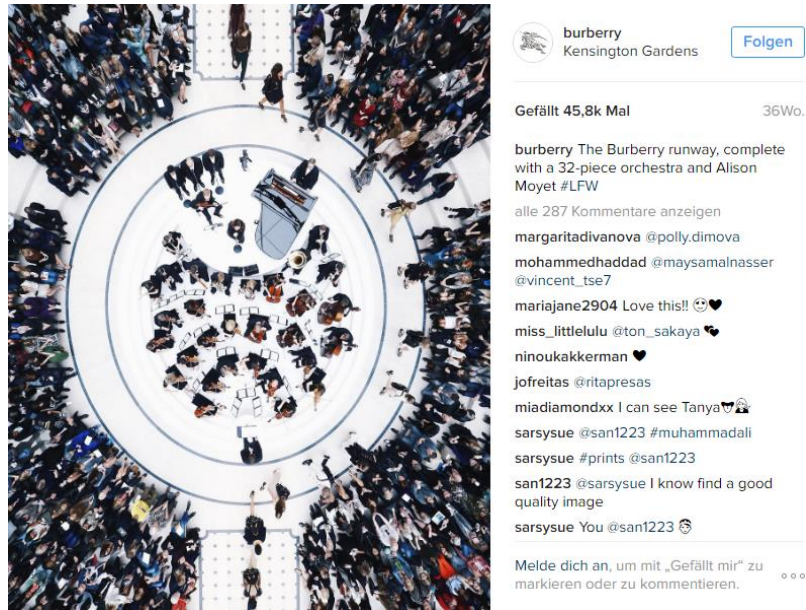 burberry
Kensington Gardens
Folgen
Gefällt 45,8k Mal
36Wo.
burberry The Burberry runway, complete
with a 32-piece orchestra and Alison
Moyet #LFW
alle 287 Kommentare anzeigen
margaritadivanova @polly.dimova
mohammedhaddad @maysamalnasser
@vincent_tse7
mariajane2904 Love this!! 🙂🖤
miss_littlelulu @ton_sakaya 💕
ninoukakkerman 🖤
jofreitas @ritapresas
miadiamondxx I can see Tanya
sarsysue @san1223 #muhammadali
sarsysue #prints @san1223
san1223 @sarsysue I know find a good
quality image
sarsysue You @san1223
Melde dich an, um mit „Gefällt mir“ zu
markieren oder zu kommentieren.